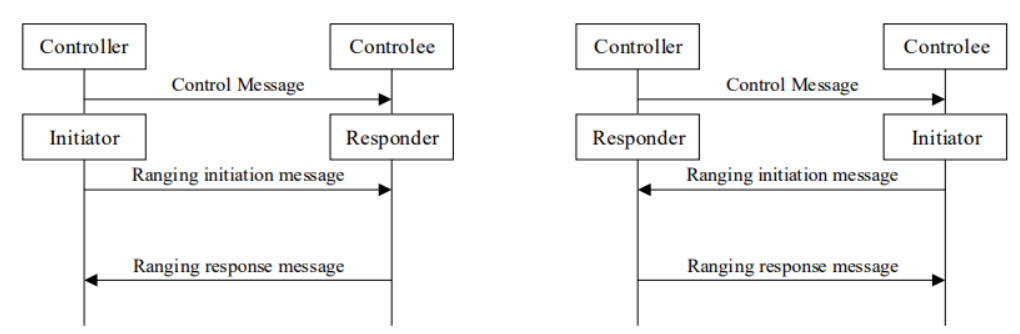 Controller
Controlee
Control Message
Initiator
Responder
Ranging initiation message
Ranging response message
Controller
Controlee
Control Message
Responder
Initiator
Ranging initiation message
Ranging response message